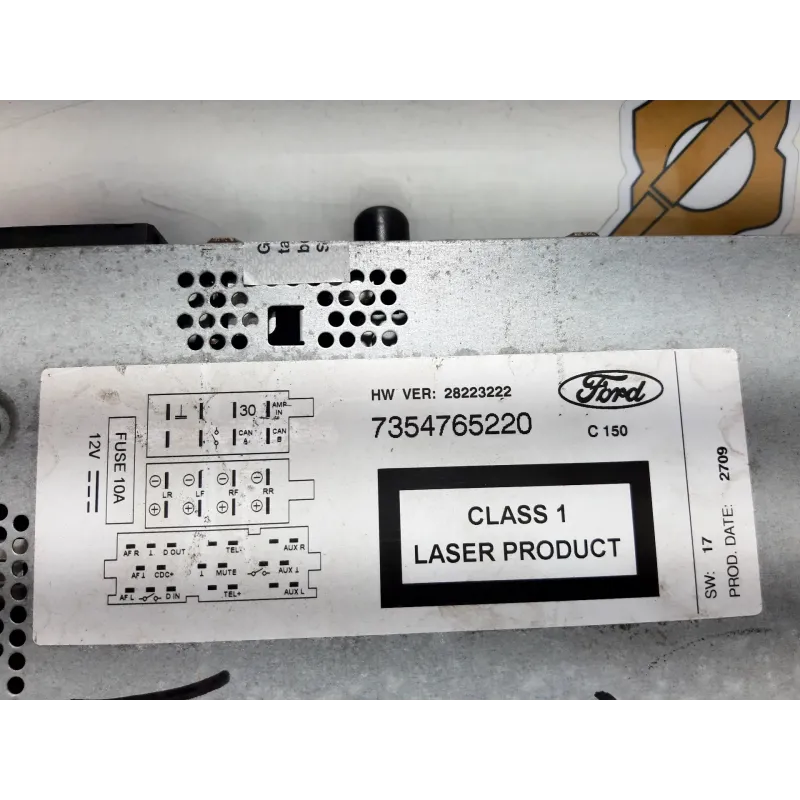 HW VER: 28223222
7354765220
Ford
C 150
CLASS 1
LASER PRODUCT
SW: 17
PROD. DATE: 2709
FUSE 10A
12V
30 AMP IN
CAN A CAN B
LR LF RF RR
AF R D OUT TEL- AUX R
AF CDC+ MUTE AUX
AF L D IN TEL+ AUX L